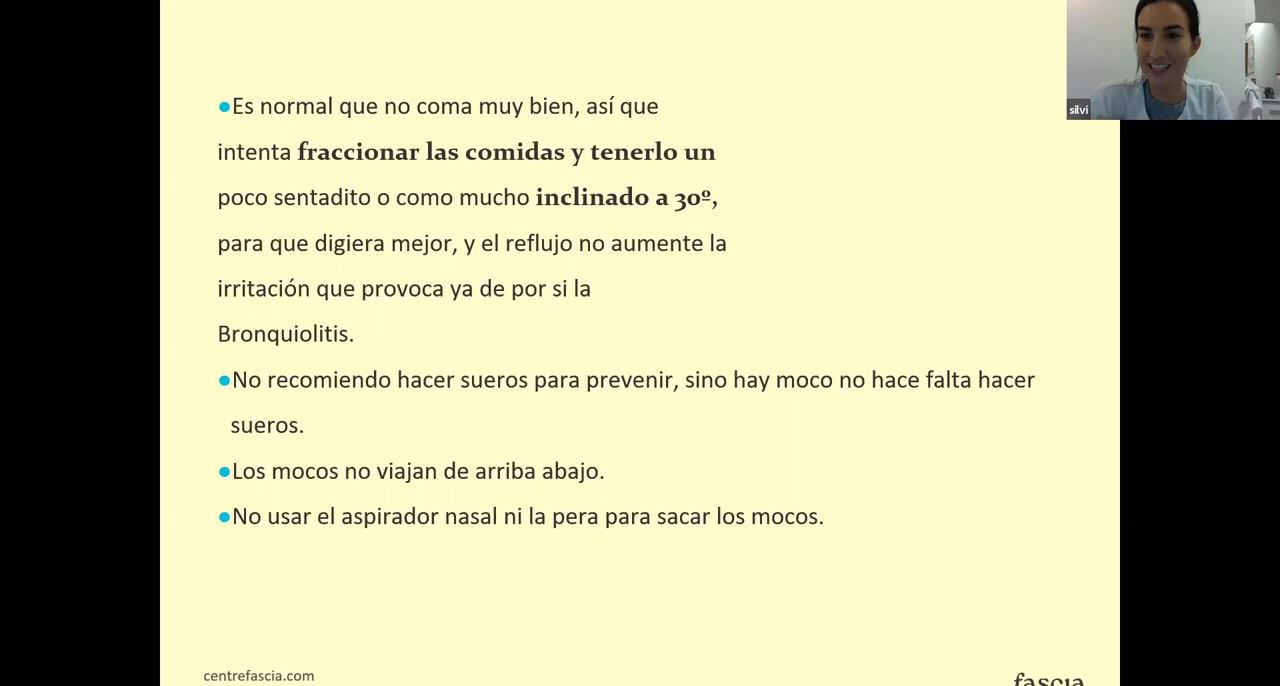 silvi
●Es normal que no coma muy bien, así que
intenta fraccionar las comidas y tenerlo un
poco sentadito o como mucho inclinado a 30º,
para que digiera mejor, y el reflujo no aumente la
irritación que provoca ya de por si la
Bronquiolitis.
●No recomiendo hacer sueros para prevenir, sino hay moco no hace falta hacer
sueros.
●Los mocos no viajan de arriba abajo.
●No usar el aspirador nasal ni la pera para sacar los mocos.
centrefascia.com
fascia